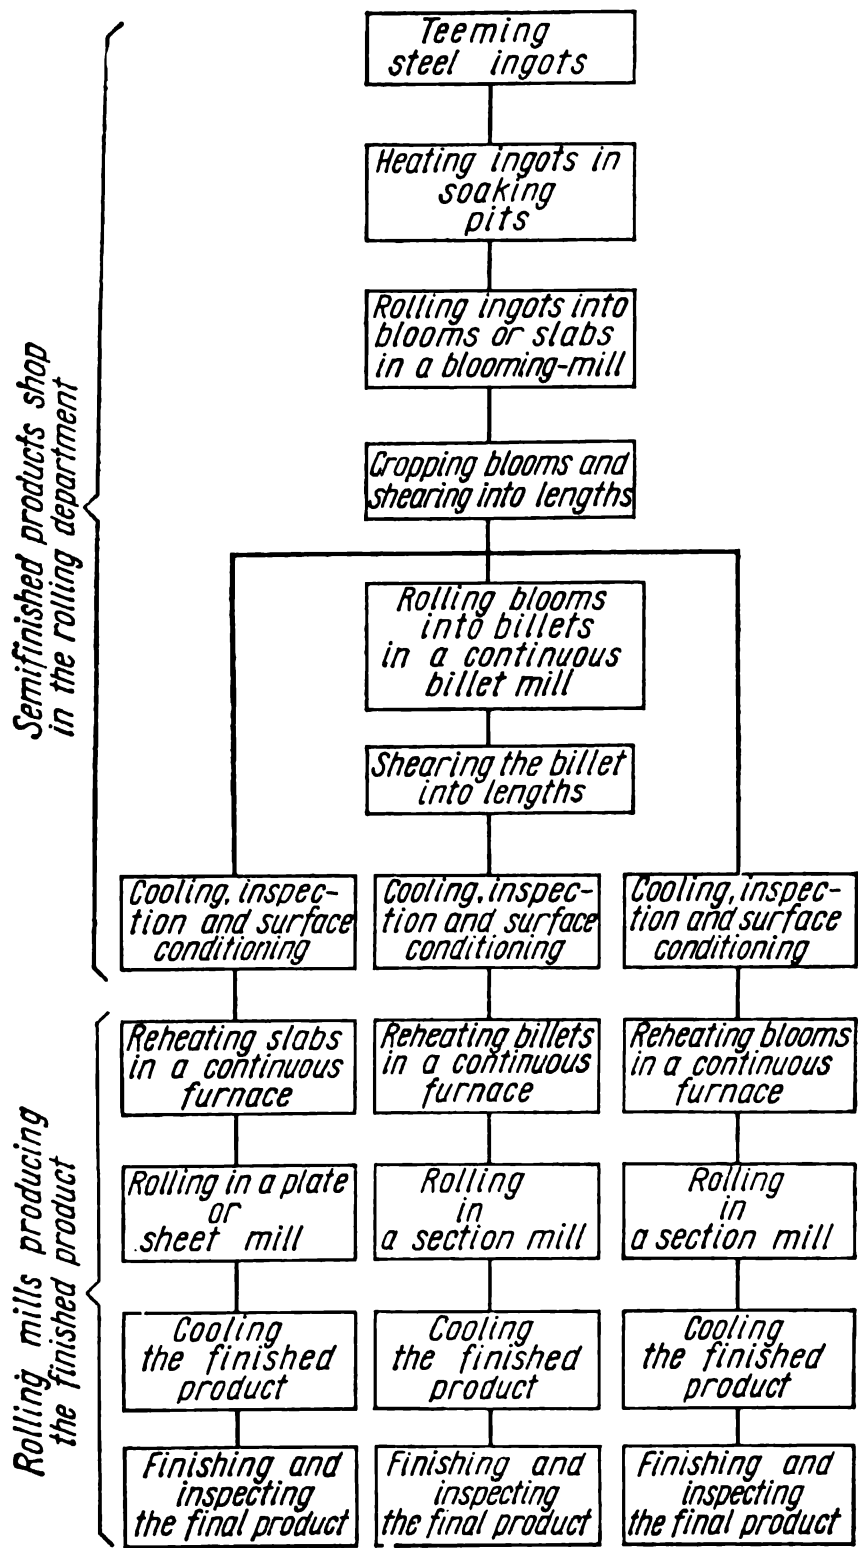 Teeming
steel ingots
Heating ingots in
soaking
pits
Rolling ingots into
blooms or slabs
in a blooming-mill
Cropping blooms and
shearing into lengths
Rolling blooms
into billets
in a continuous
billet mill
Shearing the billet
into lengths
Semifinished products shop
in the rolling department
Cooling, inspec-
tion and surface
conditioning
Cooling, inspec-
tion and surface
conditioning
Cooling, inspec-
tion and surface
conditioning
Rolling mills producing
the finished product
Reheating slabs
in a continuous
furnace
Reheating billets
in a continuous
furnace
Reheating blooms
in a continuous
furnace
Rolling in a plate
or
sheet mill
Rolling
in
a section mill
Rolling
in
a section mill
Cooling
the finished
product
Cooling
the finished
product
Cooling
the finished
product
Finishing and
inspecting
the final product
Finishing and
inspecting
the final product
Finishing and
inspecting
the final product